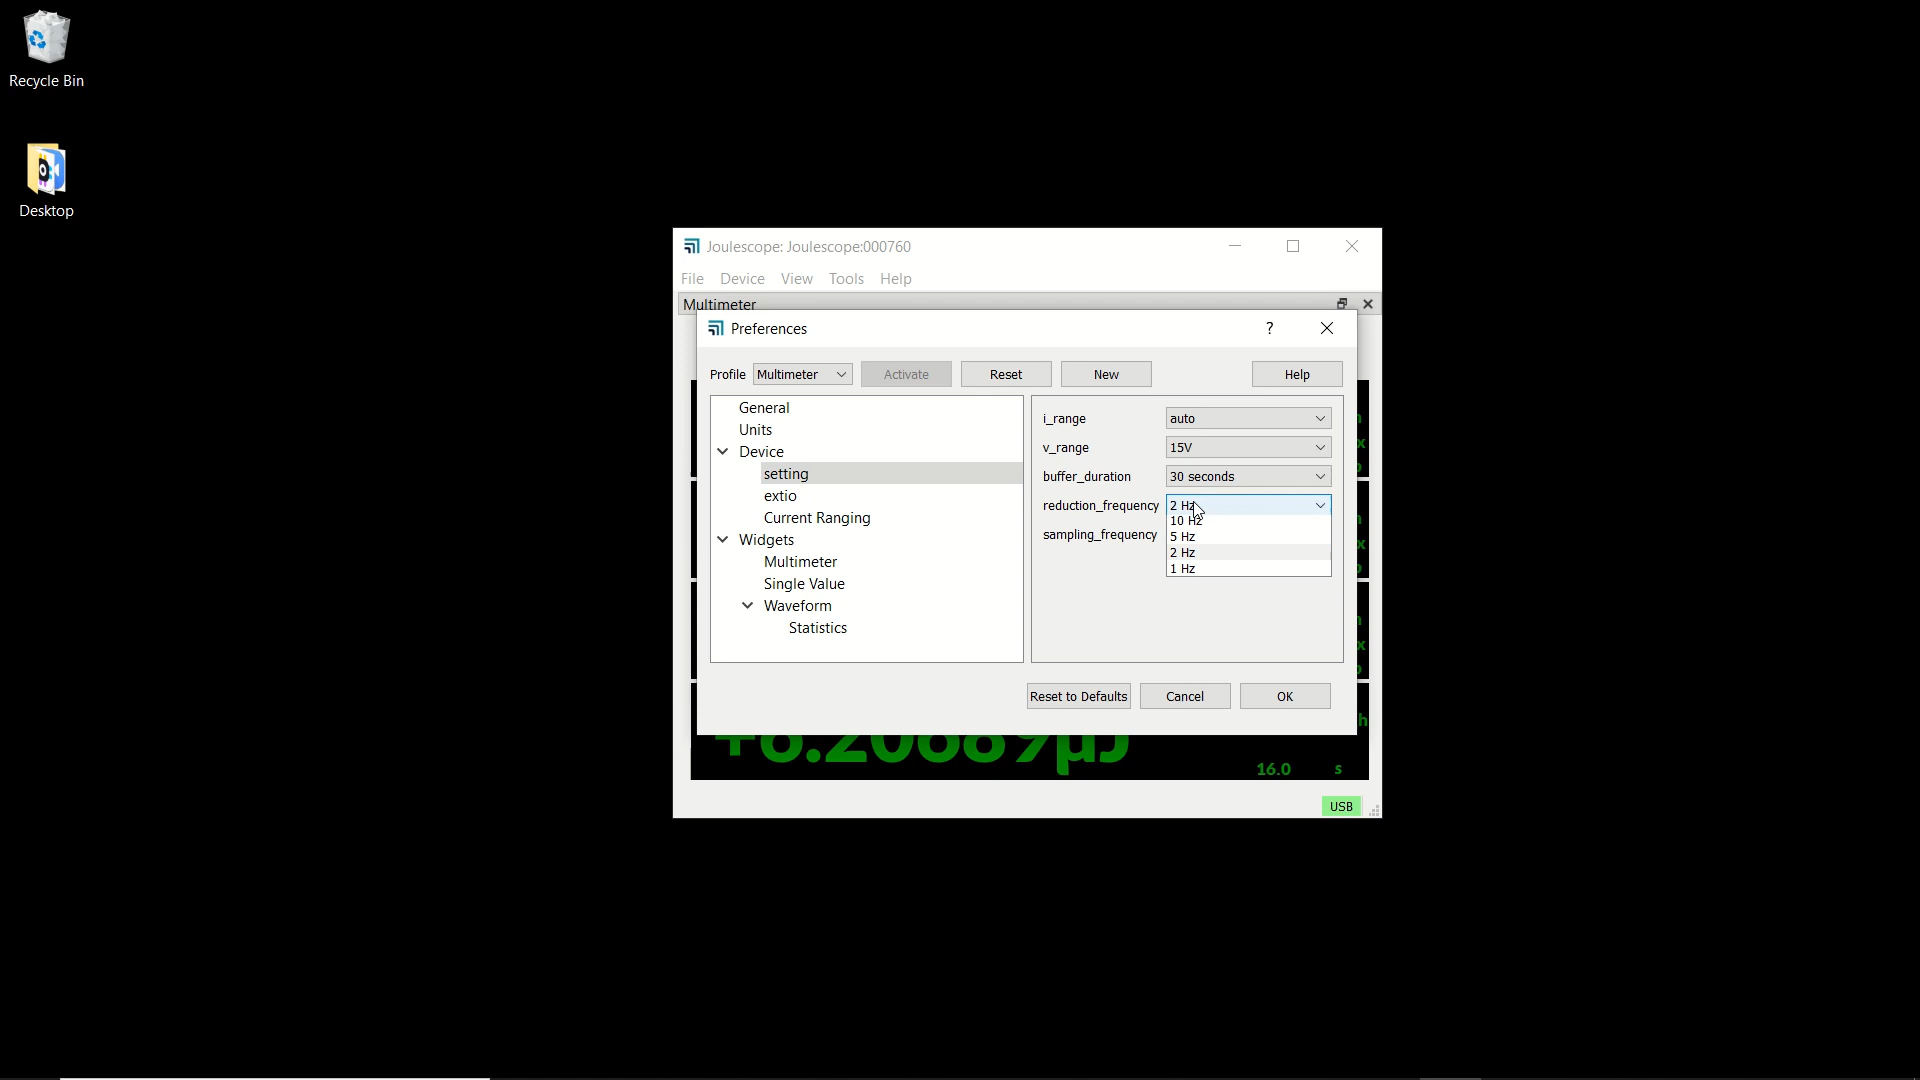 Recycle Bin
Desktop
Joulescope: Joulescope:000760
File Device View Tools Help
Multimeter
Preferences
?
Profile Multimeter Activate Reset New Help
General
Units
Device
setting
extio
Current Ranging
Widgets
Multimeter
Single Value
Waveform
Statistics
i_range auto
v_range 15V
buffer_duration 30 seconds
reduction_frequency 2 Hz
10 Hz
sampling_frequency 5 Hz
2 Hz
1 Hz
Reset to Defaults Cancel OK
+6.20689µJ
16.0 s
USB